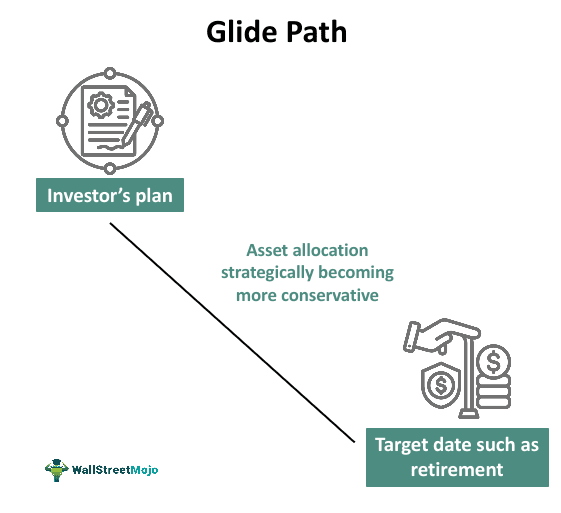 Glide Path
Investor's plan
Asset allocation
strategically becoming
more conservative
$
$
Target date such as
retirement
WallStreetMojo